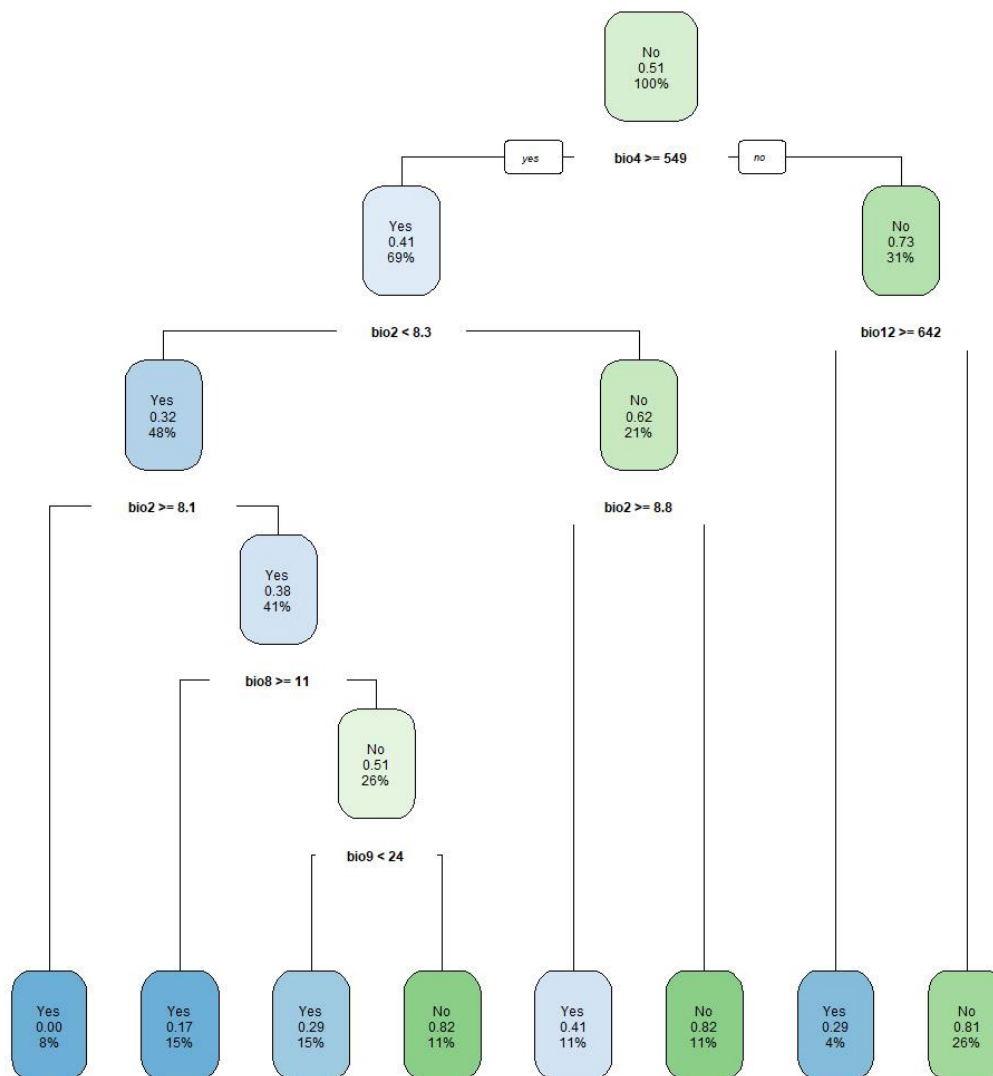 No
0.51
100%
yes
bio4 >= 549
no
Yes
0.41
69%
No
0.73
31%
bio2 < 8.3
bio12 >= 642
Yes
0.32
48%
No
0.62
21%
bio2 >= 8.1
bio2 >= 8.8
Yes
0.38
41%
bio8 >= 11
No
0.51
26%
bio9 < 24
Yes
0.00
8%
Yes
0.17
15%
Yes
0.29
15%
No
0.82
11%
Yes
0.41
11%
No
0.82
11%
Yes
0.29
4%
No
0.81
26%